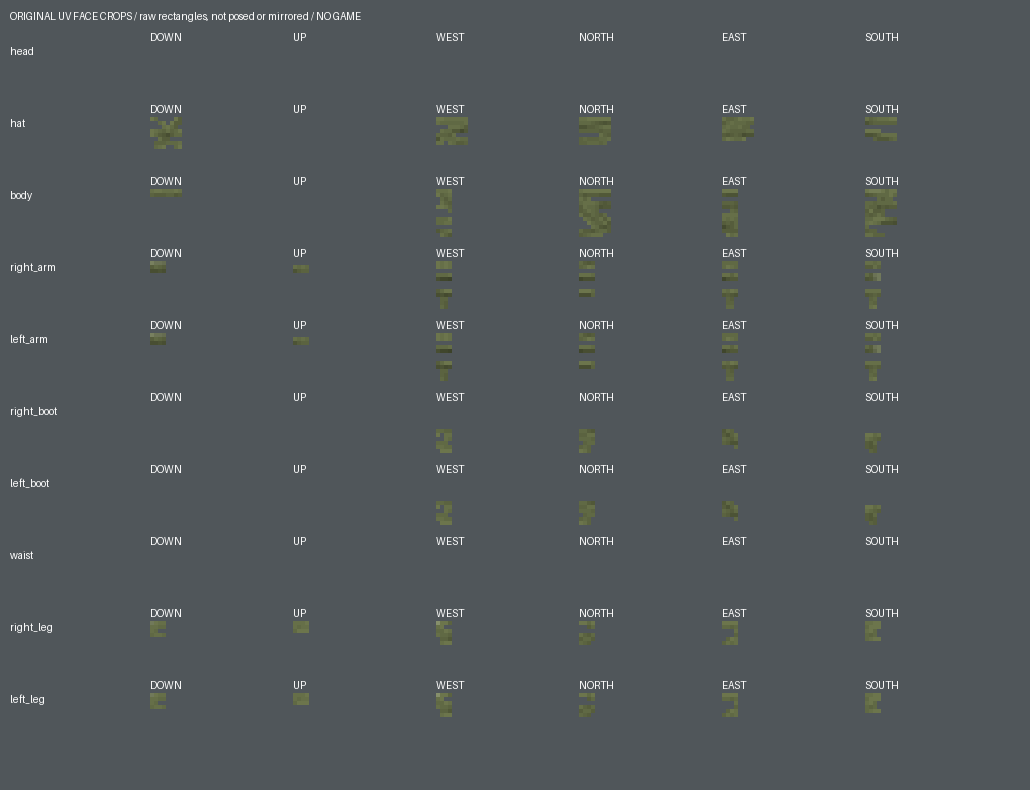 ORIGINAL UV FACE CROPS / raw rectangles, not posed or mirrored / NO GAME
DOWN UP WEST NORTH EAST SOUTH
head
DOWN UP WEST NORTH EAST SOUTH
hat
DOWN UP WEST NORTH EAST SOUTH
body
DOWN UP WEST NORTH EAST SOUTH
right_arm
DOWN UP WEST NORTH EAST SOUTH
left_arm
DOWN UP WEST NORTH EAST SOUTH
right_boot
DOWN UP WEST NORTH EAST SOUTH
left_boot
DOWN UP WEST NORTH EAST SOUTH
waist
DOWN UP WEST NORTH EAST SOUTH
right_leg
DOWN UP WEST NORTH EAST SOUTH
left_leg